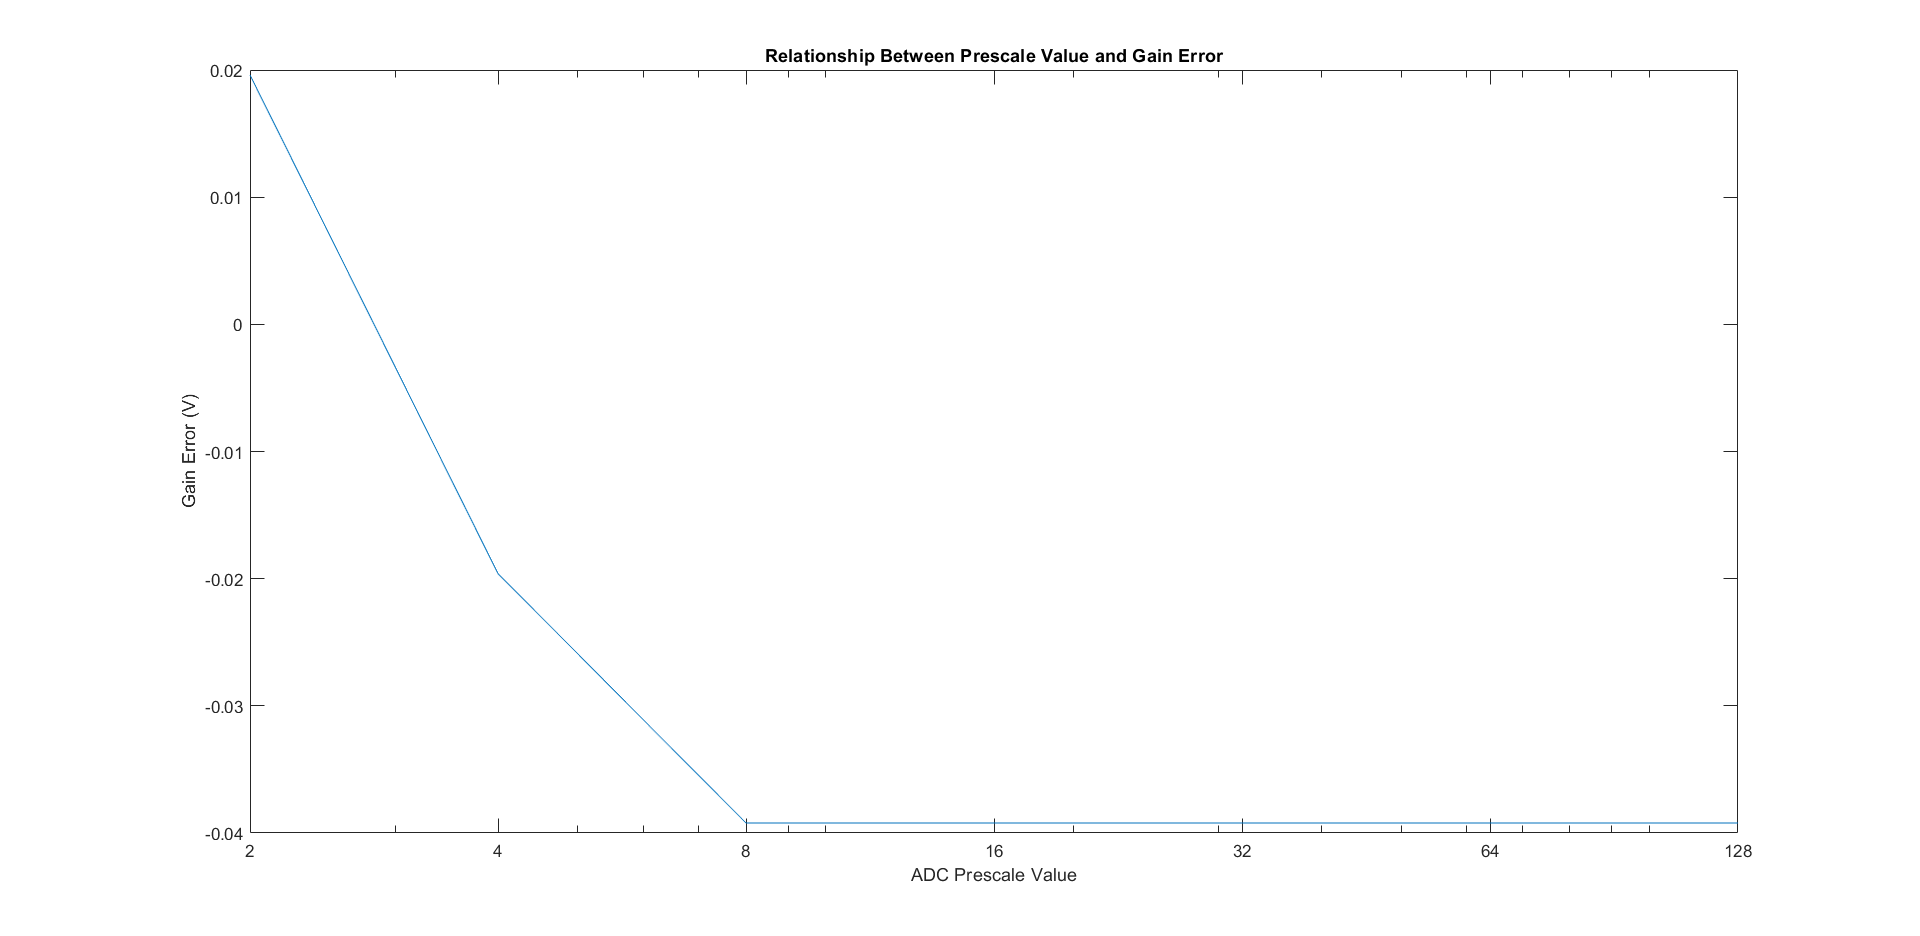 Relationship Between Prescale Value and Gain Error
0.02
0.01
0
-0.01
-0.02
-0.03
-0.04
Gain Error (V)
2 4 8 16 32 64 128
ADC Prescale Value